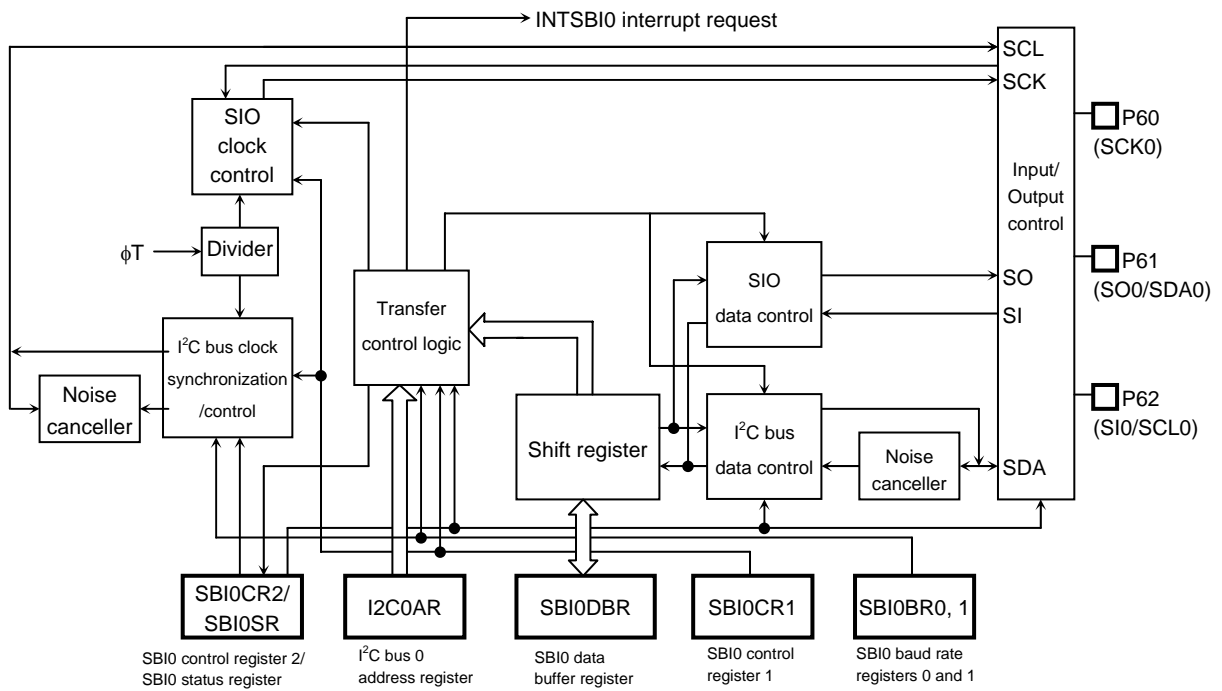 INTSBI0 interrupt request
SCL
SCK
SIO
clock
control
P60
(SCK0)
Input/
Output
control
φT
Divider
SIO
data control
SO
SI
P61
(SO0/SDA0)
Transfer
control logic
I²C bus clock
synchronization
/control
Noise
canceller
Shift register
I²C bus
data control
Noise
canceller
SDA
P62
(SI0/SCL0)
SBI0CR2/
SBI0SR
I2C0AR
SBI0DBR
SBI0CR1
SBI0BR0, 1
SBI0 control register 2/
SBI0 status register
I²C bus 0
address register
SBI0 data
buffer register
SBI0 control
register 1
SBI0 baud rate
registers 0 and 1